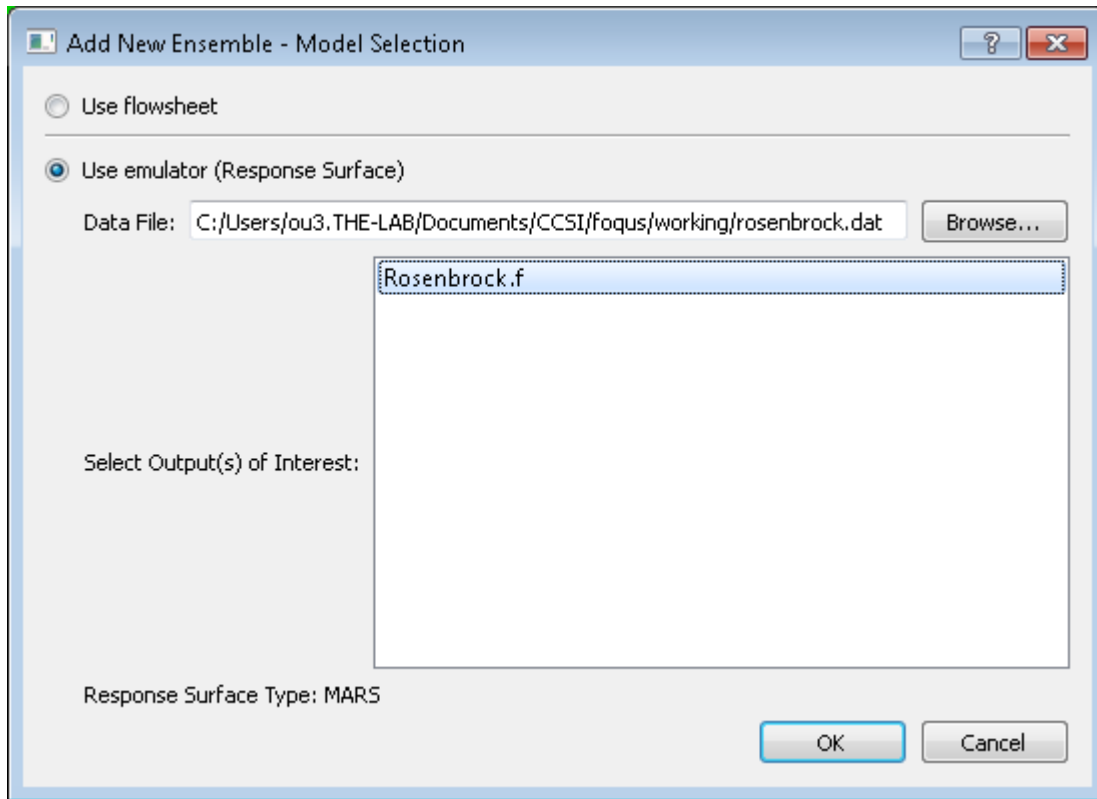 Add New Ensemble - Model Selection
Use flowsheet
Use emulator (Response Surface)
Data File: C:/Users/ou3.THE-LAB/Documents/CCSI/foqus/working/rosenbrock.dat Browse...
Rosenbrock.f
Select Output(s) of Interest:
Response Surface Type: MARS
OK Cancel